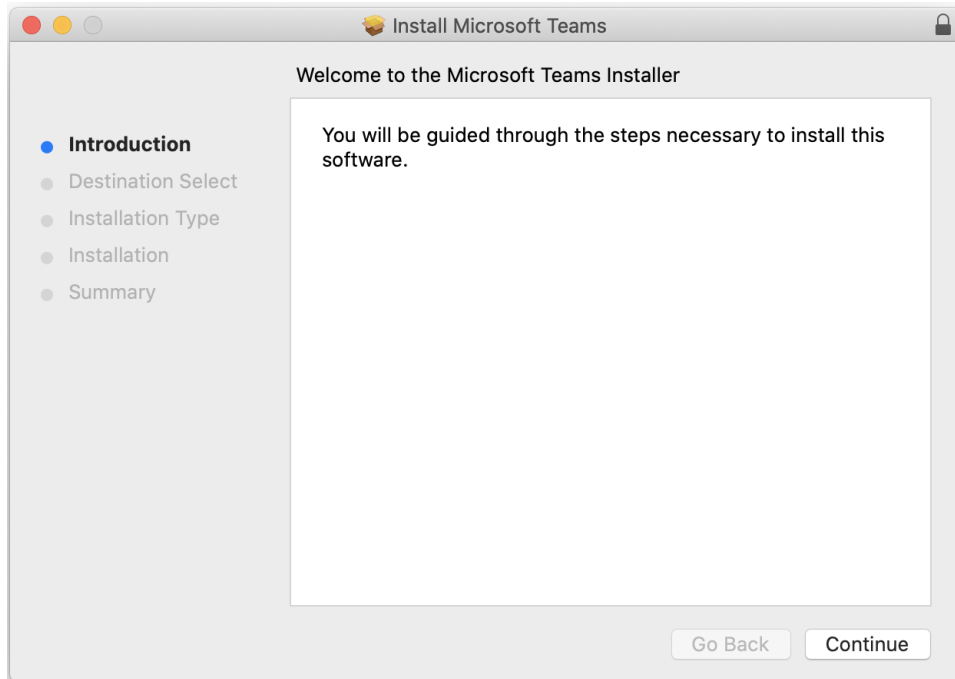 Install Microsoft Teams
Welcome to the Microsoft Teams Installer
Introduction
Destination Select
Installation Type
Installation
Summary
You will be guided through the steps necessary to install this
software.
Go Back
Continue